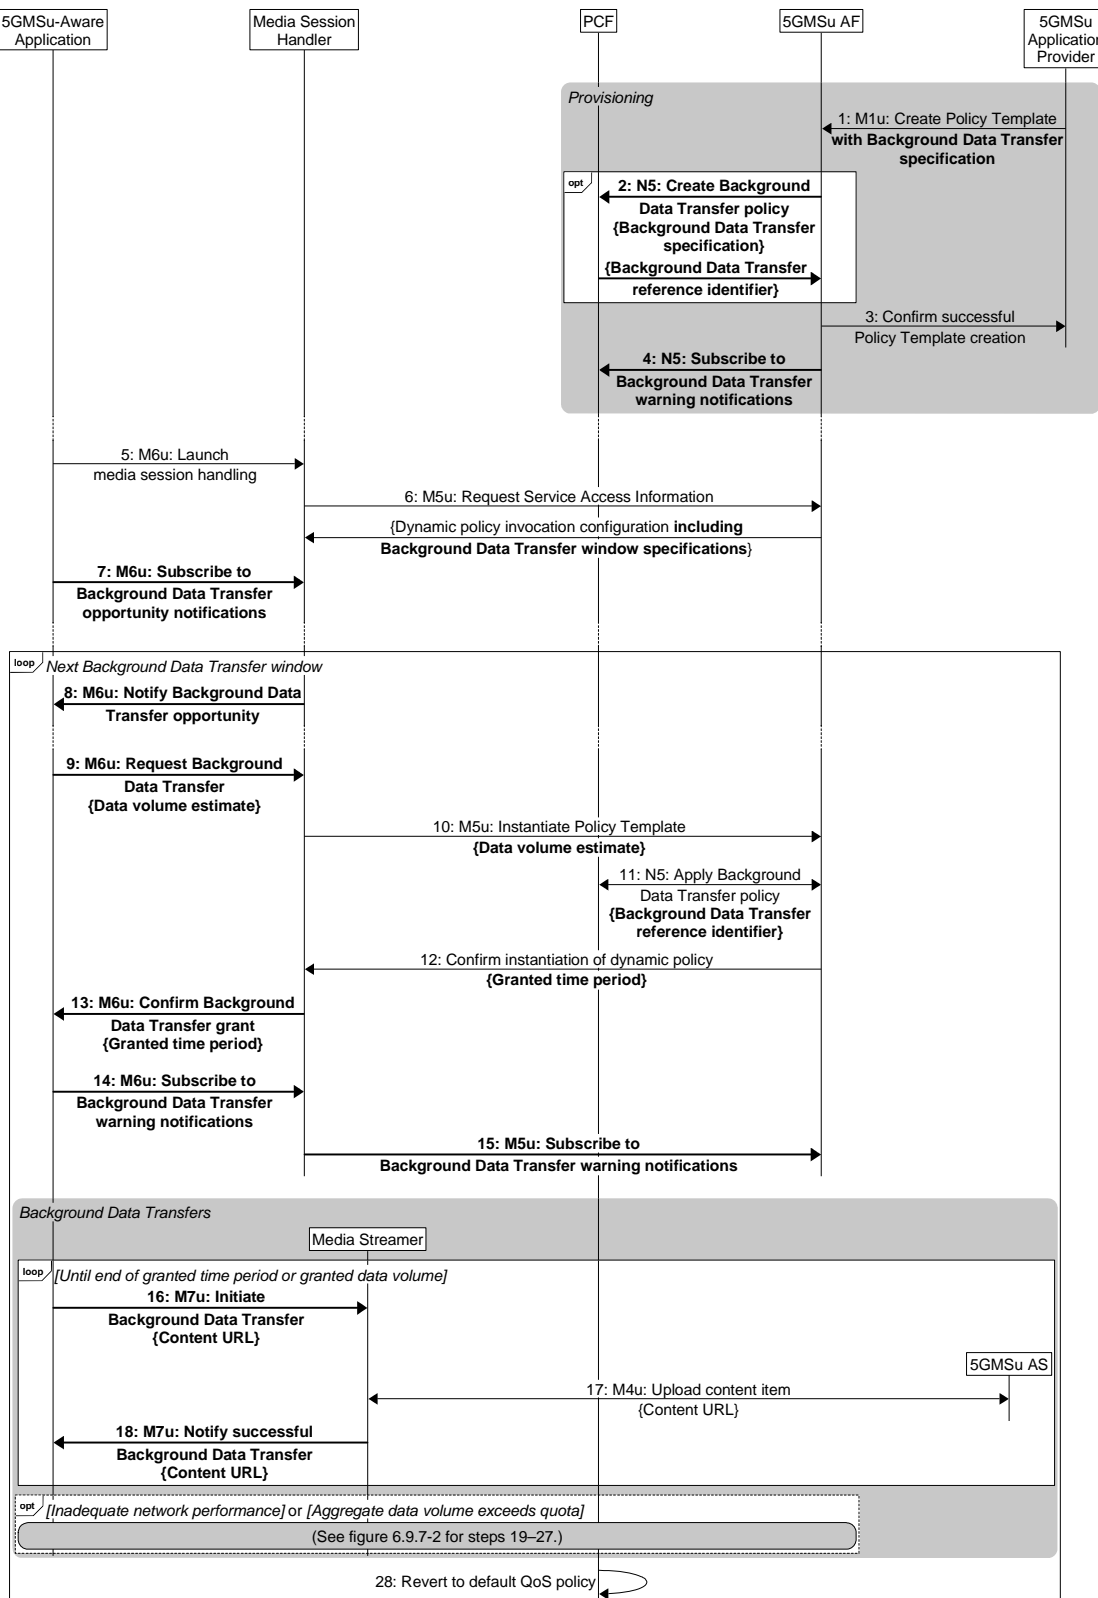 5GMSu-Aware
Application
Media Session
Handler
PCF
5GMSu AF
5GMSu
Application
Provider
Provisioning
1: M1u: Create Policy Template
with Background Data Transfer
specification
opt
2: N5: Create Background
Data Transfer policy
{Background Data Transfer
specification}
{Background Data Transfer
reference identifier}
3: Confirm successful
Policy Template creation
4: N5: Subscribe to
Background Data Transfer
warning notifications
5: M6u: Launch
media session handling
6: M5u: Request Service Access Information
{Dynamic policy invocation configuration including
Background Data Transfer window specifications}
7: M6u: Subscribe to
Background Data Transfer
opportunity notifications
loop
Next Background Data Transfer window
8: M6u: Notify Background Data
Transfer opportunity
9: M6u: Request Background
Data Transfer
{Data volume estimate}
10: M5u: Instantiate Policy Template
{Data volume estimate}
11: N5: Apply Background
Data Transfer policy
{Background Data Transfer
reference identifier}
12: Confirm instantiation of dynamic policy
{Granted time period}
13: M6u: Confirm Background
Data Transfer grant
{Granted time period}
14: M6u: Subscribe to
Background Data Transfer
warning notifications
15: M5u: Subscribe to
Background Data Transfer warning notifications
Background Data Transfers
Media Streamer
loop
[Until end of granted time period or granted data volume]
16: M7u: Initiate
Background Data Transfer
{Content URL}
5GMSu AS
17: M4u: Upload content item
{Content URL}
18: M7u: Notify successful
Background Data Transfer
{Content URL}
opt
[Inadequate network performance] or [Aggregate data volume exceeds quota]
(See figure 6.9.7-2 for steps 19–27.)
28: Revert to default QoS policy